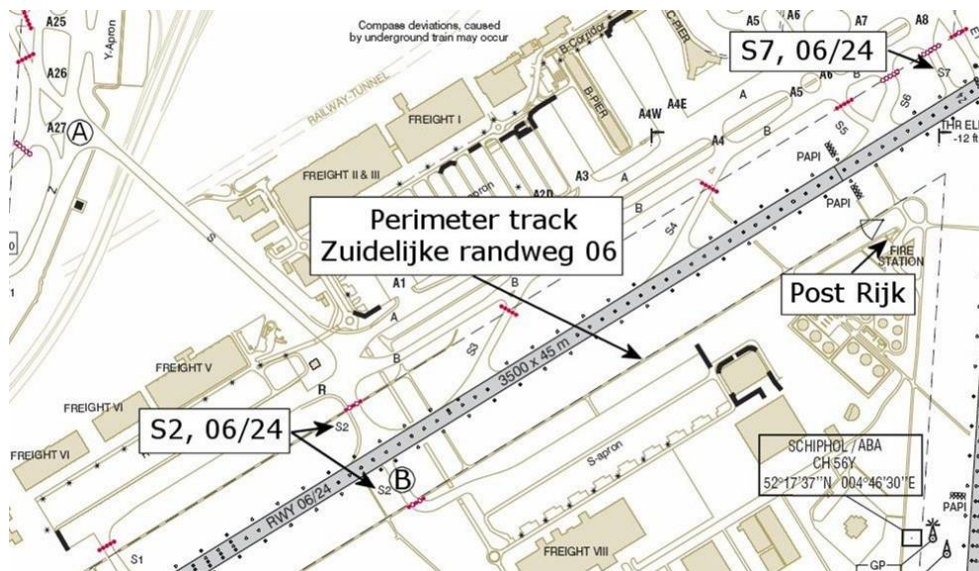 A25
Y-Apron
A26
A27
A
Z
S
Compass deviations, caused
by underground train may occur
RAILWAY-TUNNEL
FREIGHT I
FREIGHT II & III
B-Corridor
B-PIER
C-PIER
A4W
A4E
A5
A6
A7
A8
A
B
A5
A6
B
S7, 06/24
S7
S6
S5
THR EL
-12 ft
PAPI
PAPI
A4
A3
A
B
A2D
S4
Perimeter track
Zuidelijke randweg 06
FIRE
STATION
Post Rijk
A1
A
B
B
S3
3500 x 45 m
FREIGHT V
FREIGHT VI
FREIGHT VI
R
S2, 06/24
S2
S2
B
RWY 06/24
S1
S-apron
FREIGHT VIII
SCHIPHOL /ABA
CH 56Y
52°17'37"N 004°46'30"E
PAPI
GP